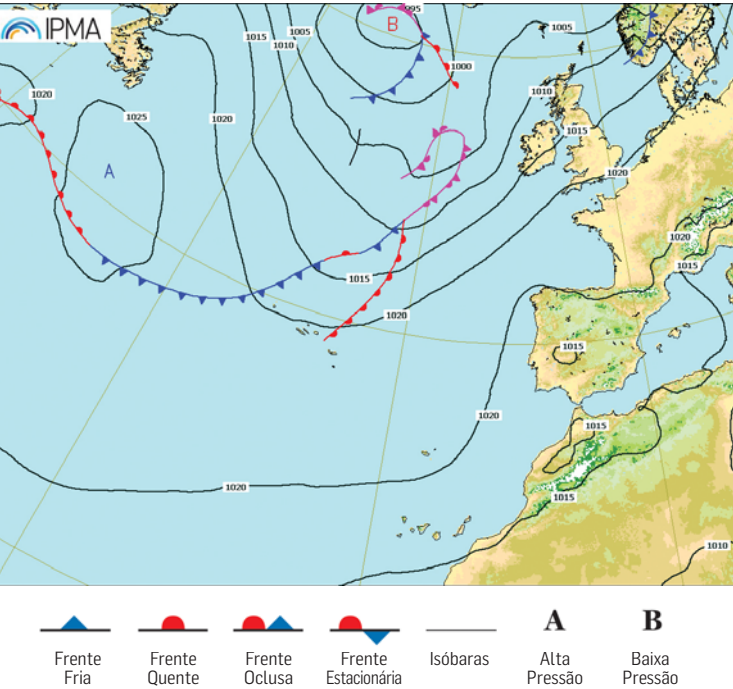 IPMA
995
B
1005
1005
1015
1010
1000
1020
1010
1025
1020
1015
A
1020
1020
1015
1015
1020
1015
1020
1015
1015
1020
1010
A
B
Frente Fria
Frente Quente
Frente Oclusa
Frente Estacionária
Isóbaras
Alta Pressão
Baixa Pressão